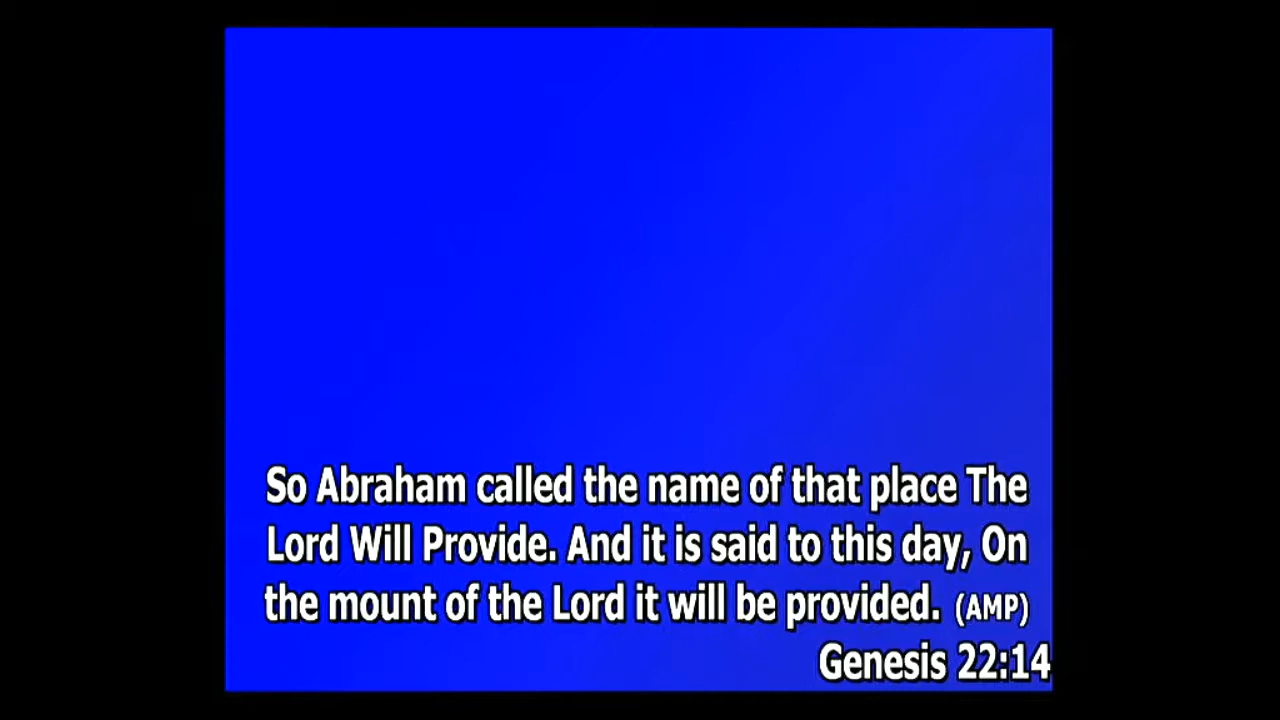 So Abraham called the name of that place The
Lord Will Provide. And it is said to this day, On
the mount of the Lord it will be provided. (AMP)
Genesis 22:14